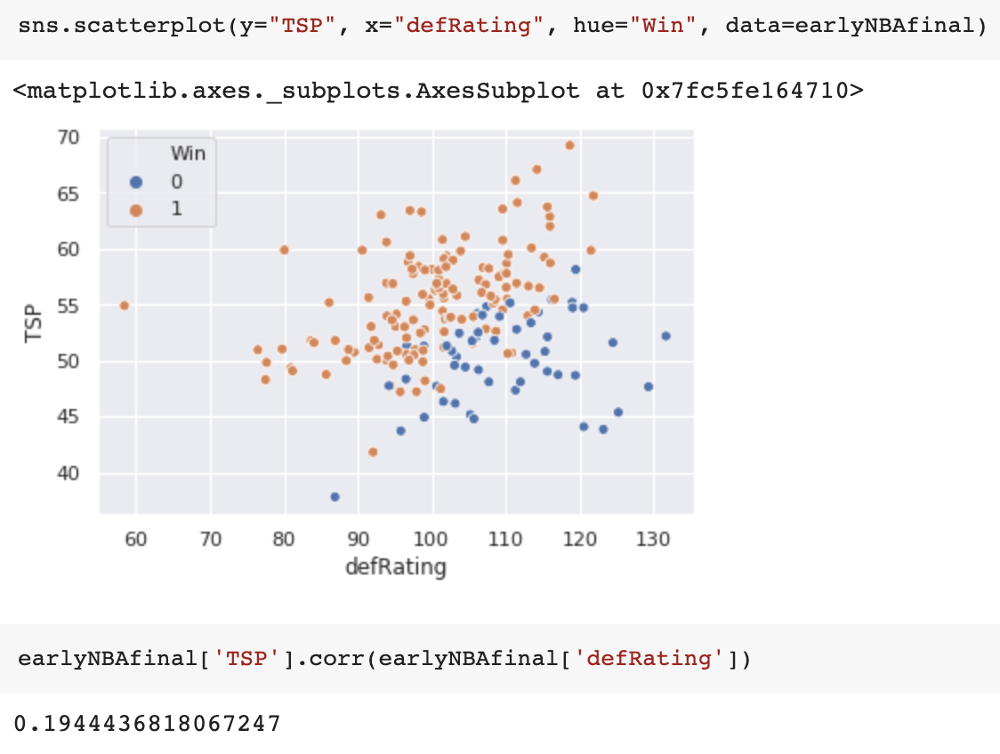 sns.scatterplot(y="TSP", x="defRating", hue="Win", data=earlyNBAfinal)
<matplotlib.axes._subplots.AxesSubplot at 0x7fc5fe164710>
Win
0
1
70
65
60
55
50
45
40
TSP
60 70 80 90 100 110 120 130
defRating
earlyNBAfinal['TSP'].corr(earlyNBAfinal['defRating'])
0.1944436818067247